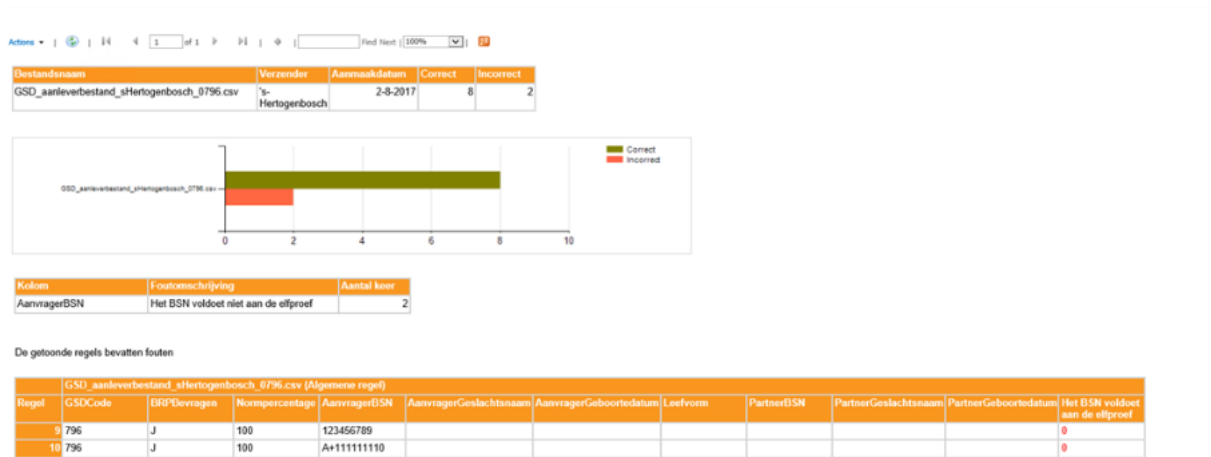 Actions | 1 of 1 | Find Next | 100%
Bestandsnaam Verzender Aanmaakdatum Correct Incorrect
GSD_aanleverbestand_sHertogenbosch_0796.csv 's-Hertogenbosch 2-8-2017 8 2
Correct
Incorrect
GSD_aanleverbestand_sHertogenbosch_0796.csv
0 2 4 6 8 10
Kolom Foutomschrijving Aantal keer
AanvragerBSN Het BSN voldoet niet aan de elfproef 2
De getoonde regels bevatten fouten
GSD_aanleverbestand_sHertogenbosch_0796.csv (Algemene regel)
Regel GSDCode BRPBevragen Normpercentage AanvragerBSN AanvragerGeslachtsnaam AanvragerGeboortedatum Leefvorm PartnerBSN PartnerGeslachtsnaam PartnerGeboortedatum Het BSN voldoet
aan de elfproef
9 796 J 100 123456789 0
10 796 J 100 A+111111110 0